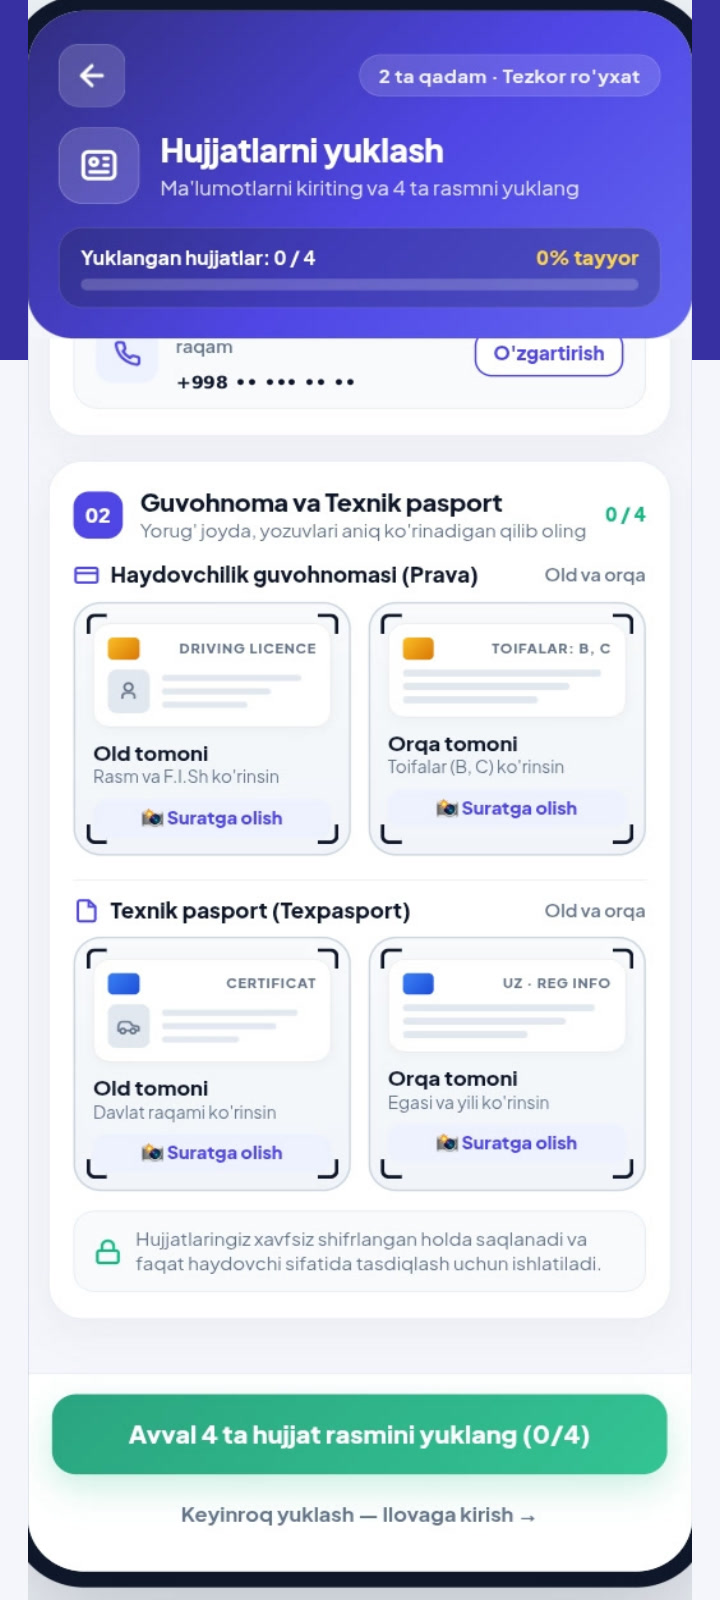 2 ta qadam · Tezkor ro'yxat
Hujjatlarni yuklash
Ma'lumotlarni kiriting va 4 ta rasmni yuklang
Yuklangan hujjatlar: 0 / 4
0% tayyor
raqam
+998 •• ••• •• ••
O'zgartirish
02
Guvohnoma va Texnik pasport
Yorug' joyda, yozuvlari aniq ko'rinadigan qilib oling
0 / 4
Haydovchilik guvohnomasi (Prava)
Old va orqa
DRIVING LICENCE
Old tomoni
Rasm va F.I.Sh ko'rinsin
📸 Suratga olish
TOIFALAR: B, C
Orqa tomoni
Toifalar (B, C) ko'rinsin
📸 Suratga olish
Texnik pasport (Texpasport)
Old va orqa
CERTIFICAT
Old tomoni
Davlat raqami ko'rinsin
📸 Suratga olish
UZ · REG INFO
Orqa tomoni
Egasi va yili ko'rinsin
📸 Suratga olish
Hujjatlaringiz xavfsiz shifrlangan holda saqlanadi va
faqat haydovchi sifatida tasdiqlash uchun ishlatiladi.
Avval 4 ta hujjat rasmini yuklang (0/4)
Keyinroq yuklash — Ilovaga kirish →